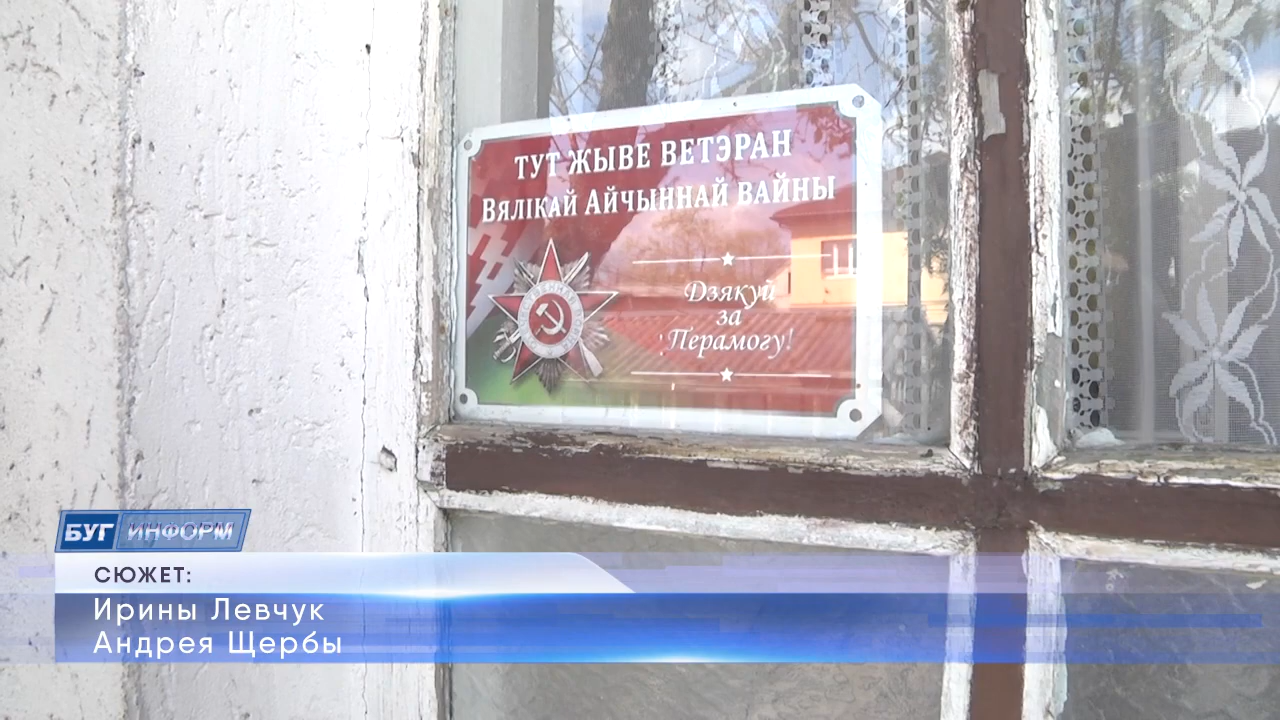 ТУТ ЖЫВЕ ВЕТЭРАН
ВЯЛІКАЙ АЙЧЫННАЙ ВАЙНЫ
Дзякуй
за
Перамогу!
БУГ ИНФОРМ
СЮЖЕТ:
Ирины Левчук
Андрея Щербы